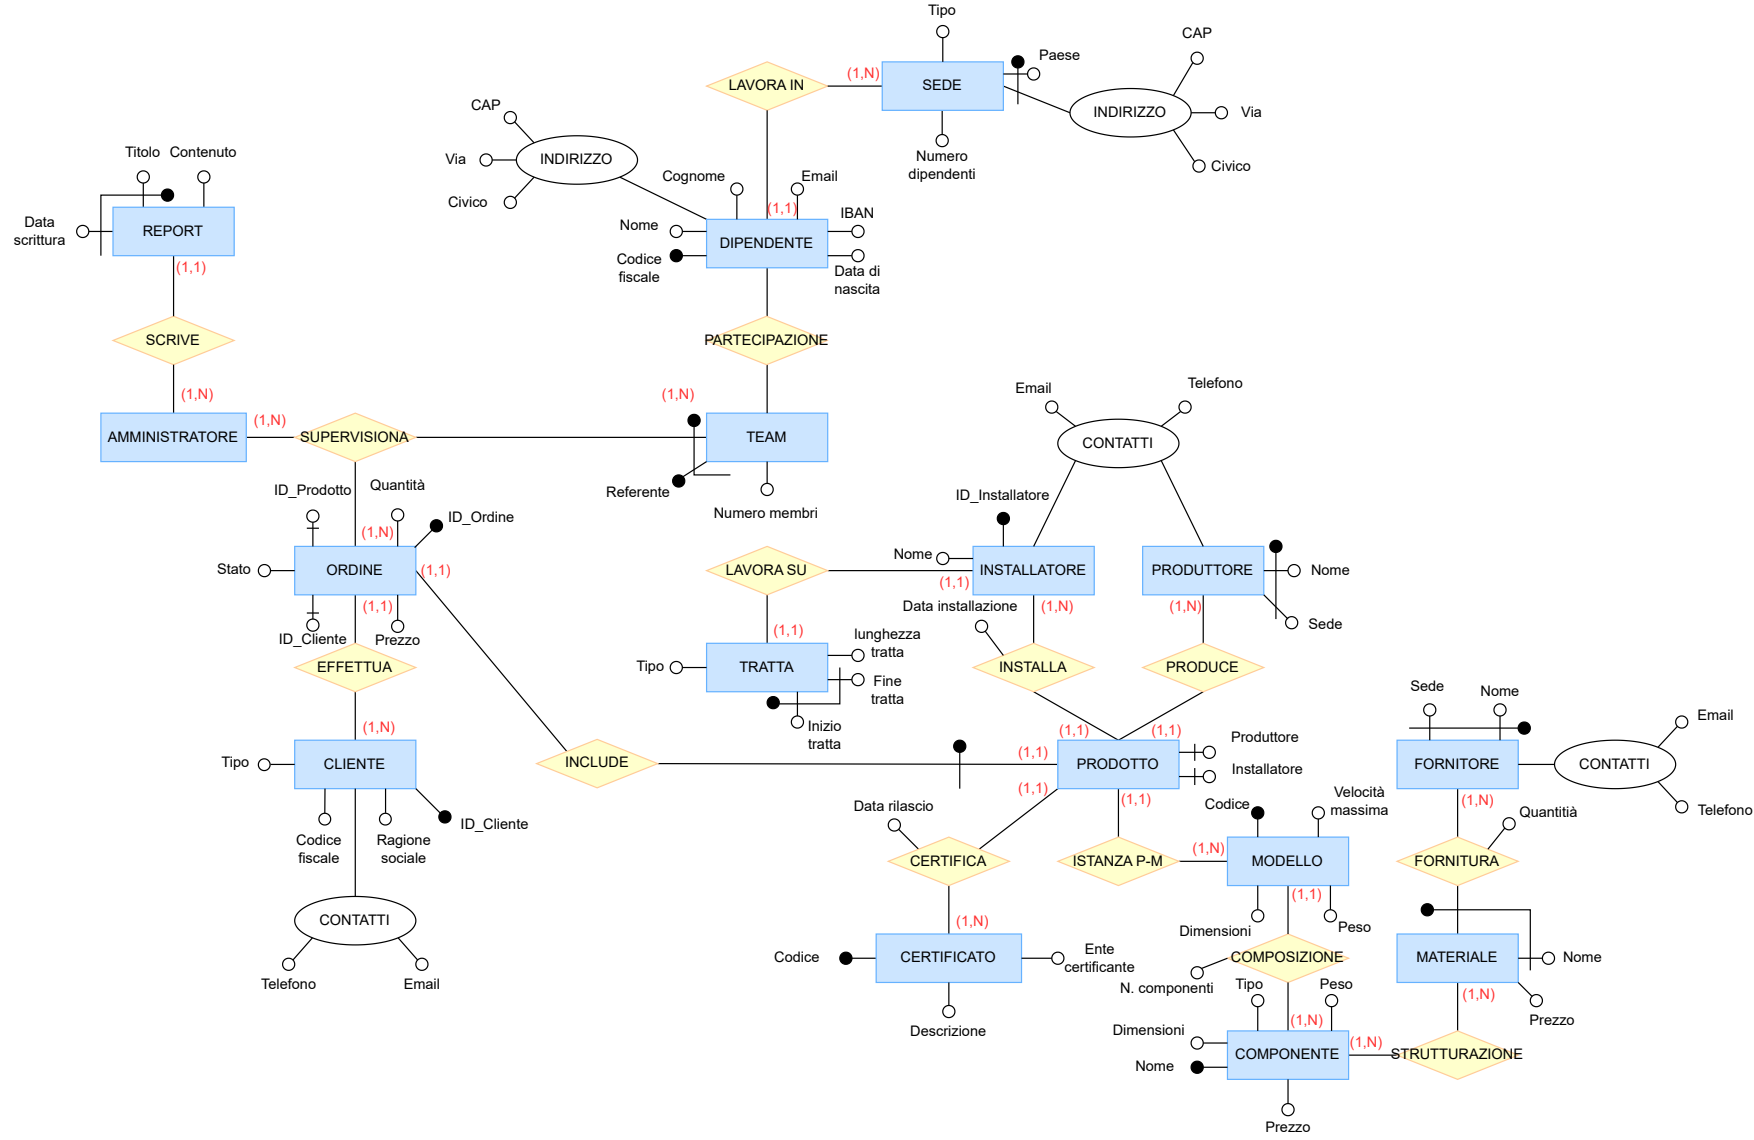 Tipo
CAP
Paese
(1,N)
LAVORA IN
SEDE
INDIRIZZO
Via
Civico
Numero
dipendenti
CAP
Via
INDIRIZZO
Civico
Titolo
Contenuto
Data
scrittura
REPORT
(1,1)
Cognome
Email
(1,1)
IBAN
Nome
DIPENDENTE
Codice
fiscale
Data di
nascita
SCRIVE
PARTECIPAZIONE
(1,N)
(1,N)
AMMINISTRATORE
(1,N)
SUPERVISIONA
TEAM
Referente
Numero membri
Email
Telefono
CONTATTI
ID_Prodotto
Quantità
ID_Ordine
(1,N)
Stato
ORDINE
(1,1)
(1,1)
ID_Cliente
Prezzo
ID_Installatore
Nome
LAVORA SU
INSTALLATORE
(1,1)
(1,N)
Data installazione
PRODUTTORE
Nome
(1,N)
Sede
(1,1)
lunghezza
tratta
Tipo
TRATTA
Fine
tratta
Inizio
tratta
EFFETTUA
INSTALLA
PRODUCE
(1,N)
Tipo
CLIENTE
Codice
fiscale
Ragione
sociale
ID_Cliente
CONTATTI
Telefono
Email
INCLUDE
(1,1)
(1,1)
(1,1)
(1,1)
(1,1)
PRODOTTO
Produttore
Installatore
Sede
Nome
Email
FORNITORE
CONTATTI
Telefono
(1,N)
Quantitià
Data rilascio
CERTIFICA
ISTANZA P-M
(1,N)
Codice
Velocità
massima
MODELLO
FORNITURA
(1,1)
Dimensioni
Peso
(1,N)
Codice
CERTIFICATO
Ente
certificante
Descrizione
COMPOSIZIONE
N. componenti
MATERIALE
Nome
(1,N)
Prezzo
Tipo
Peso
(1,N)
Dimensioni
Nome
COMPONENTE
(1,N)
STRUTTURAZIONE
Prezzo